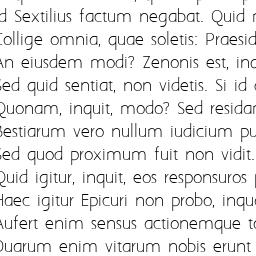 Sextilius factum negabat. Quid
Collige omnia, quae soletis: Praesid
An eiusdem modi? Zenonis est, inq
Sed quid sentiat, non videtis. Si id
Quonam, inquit, modo? Sed residam
Bestiarum vero nullum iudicium pu
Sed quod proximum fuit non vidit.
Quid igitur, inquit, eos responsuros
Haec igitur Epicuri non probo, inqu
Aufert enim sensus actionemque to
Quarum enim vitarum nobis erunt